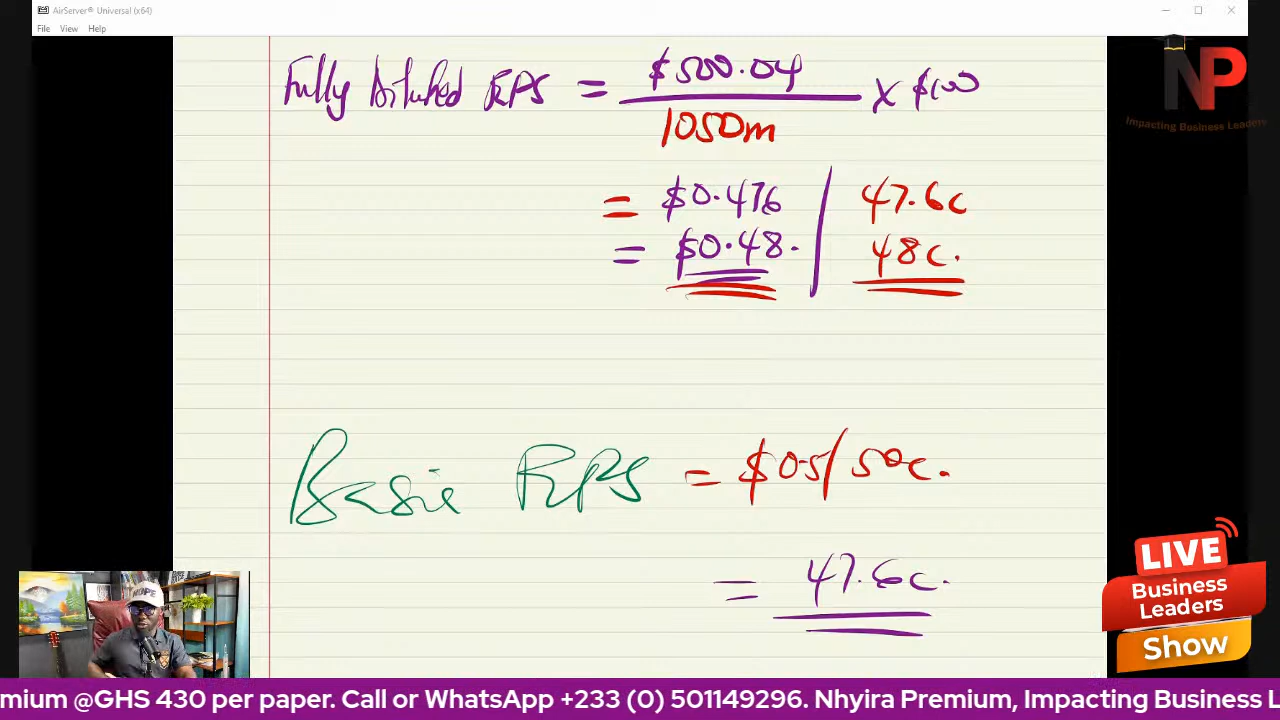 AirServer® Universal (x64)
File View Help
Fully Diluted EPS = $500.04 x $100
1050m
= $0.476 | 47.6c
= $0.48. | 48c.
Basic EPS = $0.5/50c.
= 47.6c.
NP
Impacting Business Leaders
HOPE
LIVE
Business
Leaders
Show
mium @GHS 430 per paper. Call or WhatsApp +233 (0) 501149296. Nhyira Premium, Impacting Business L